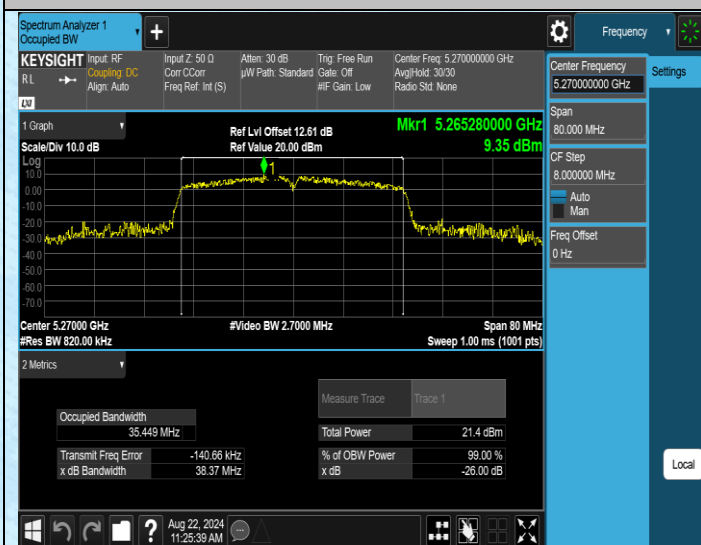 Spectrum Analyzer 1
Occupied BW
Frequency
KEYSIGHT
RL
LXI
Input: RF
Coupling: DC
Align: Auto
Input Z: 50 Ω
Corr CCorr
Freq Ref: Int (S)
Atten: 30 dB
µW Path: Standard
Trig: Free Run
Gate: Off
#IF Gain: Low
Center Freq: 5.270000000 GHz
Avg|Hold: 30/30
Radio Std: None
Center Frequency
5.270000000 GHz
Settings
Span
80.000 MHz
CF Step
8.000000 MHz
Auto
Man
Freq Offset
0 Hz
1 Graph
Scale/Div 10.0 dB
Ref Lvl Offset 12.61 dB
Ref Value 20.00 dBm
Mkr1 5.265280000 GHz
9.35 dBm
Log
10.0
0.00
-10.0
-20.0
-30.0
-40.0
-50.0
-60.0
-70.0
1
Center 5.27000 GHz
#Res BW 820.00 kHz
#Video BW 2.7000 MHz
Span 80 MHz
Sweep 1.00 ms (1001 pts)
2 Metrics
Measure Trace
Trace 1
Occupied Bandwidth
35.449 MHz
Total Power
21.4 dBm
Transmit Freq Error
-140.66 kHz
% of OBW Power
99.00 %
x dB Bandwidth
38.37 MHz
x dB
-26.00 dB
Local
?
Aug 22, 2024
11:25:39 AM